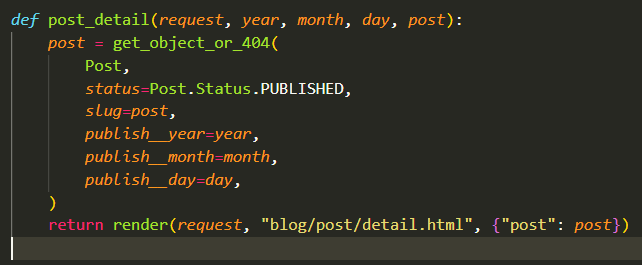 def post_detail(request, year, month, day, post):
    post = get_object_or_404(
        Post,
        status=Post.Status.PUBLISHED,
        slug=post,
        publish__year=year,
        publish__month=month,
        publish__day=day,
    )
    return render(request, "blog/post/detail.html", {"post": post})